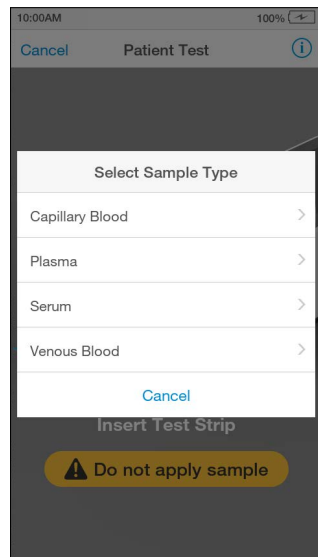 10:00AM 100%
Cancel Patient Test
Select Sample Type
Capillary Blood
Plasma
Serum
Venous Blood
Cancel
Insert Test Strip
Do not apply sample